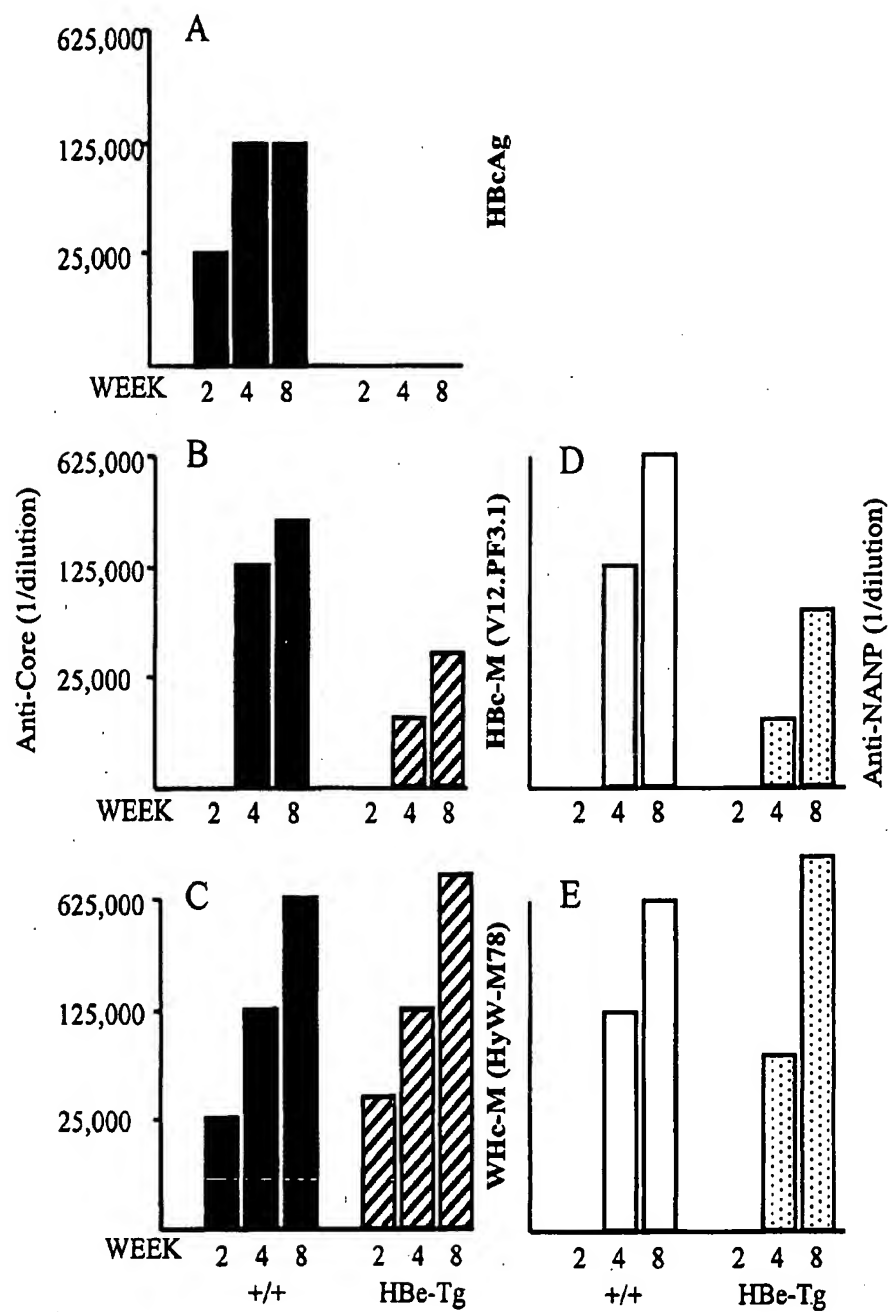 A
625,000
125,000
25,000
HBcAg
WEEK 2 4 8 2 4 8
B
625,000
125,000
25,000
Anti-Core (1/dilution)
HBc-M (V12.PF3.1)
WEEK 2 4 8 2 4 8
D
Anti-NANP (1/dilution)
2 4 8 2 4 8
C
625,000
125,000
25,000
WHc-M (HyW-M78)
WEEK 2 4 8 2 4 8
+/+ HBe-Tg
E
2 4 8 2 4 8
+/+ HBe-Tg